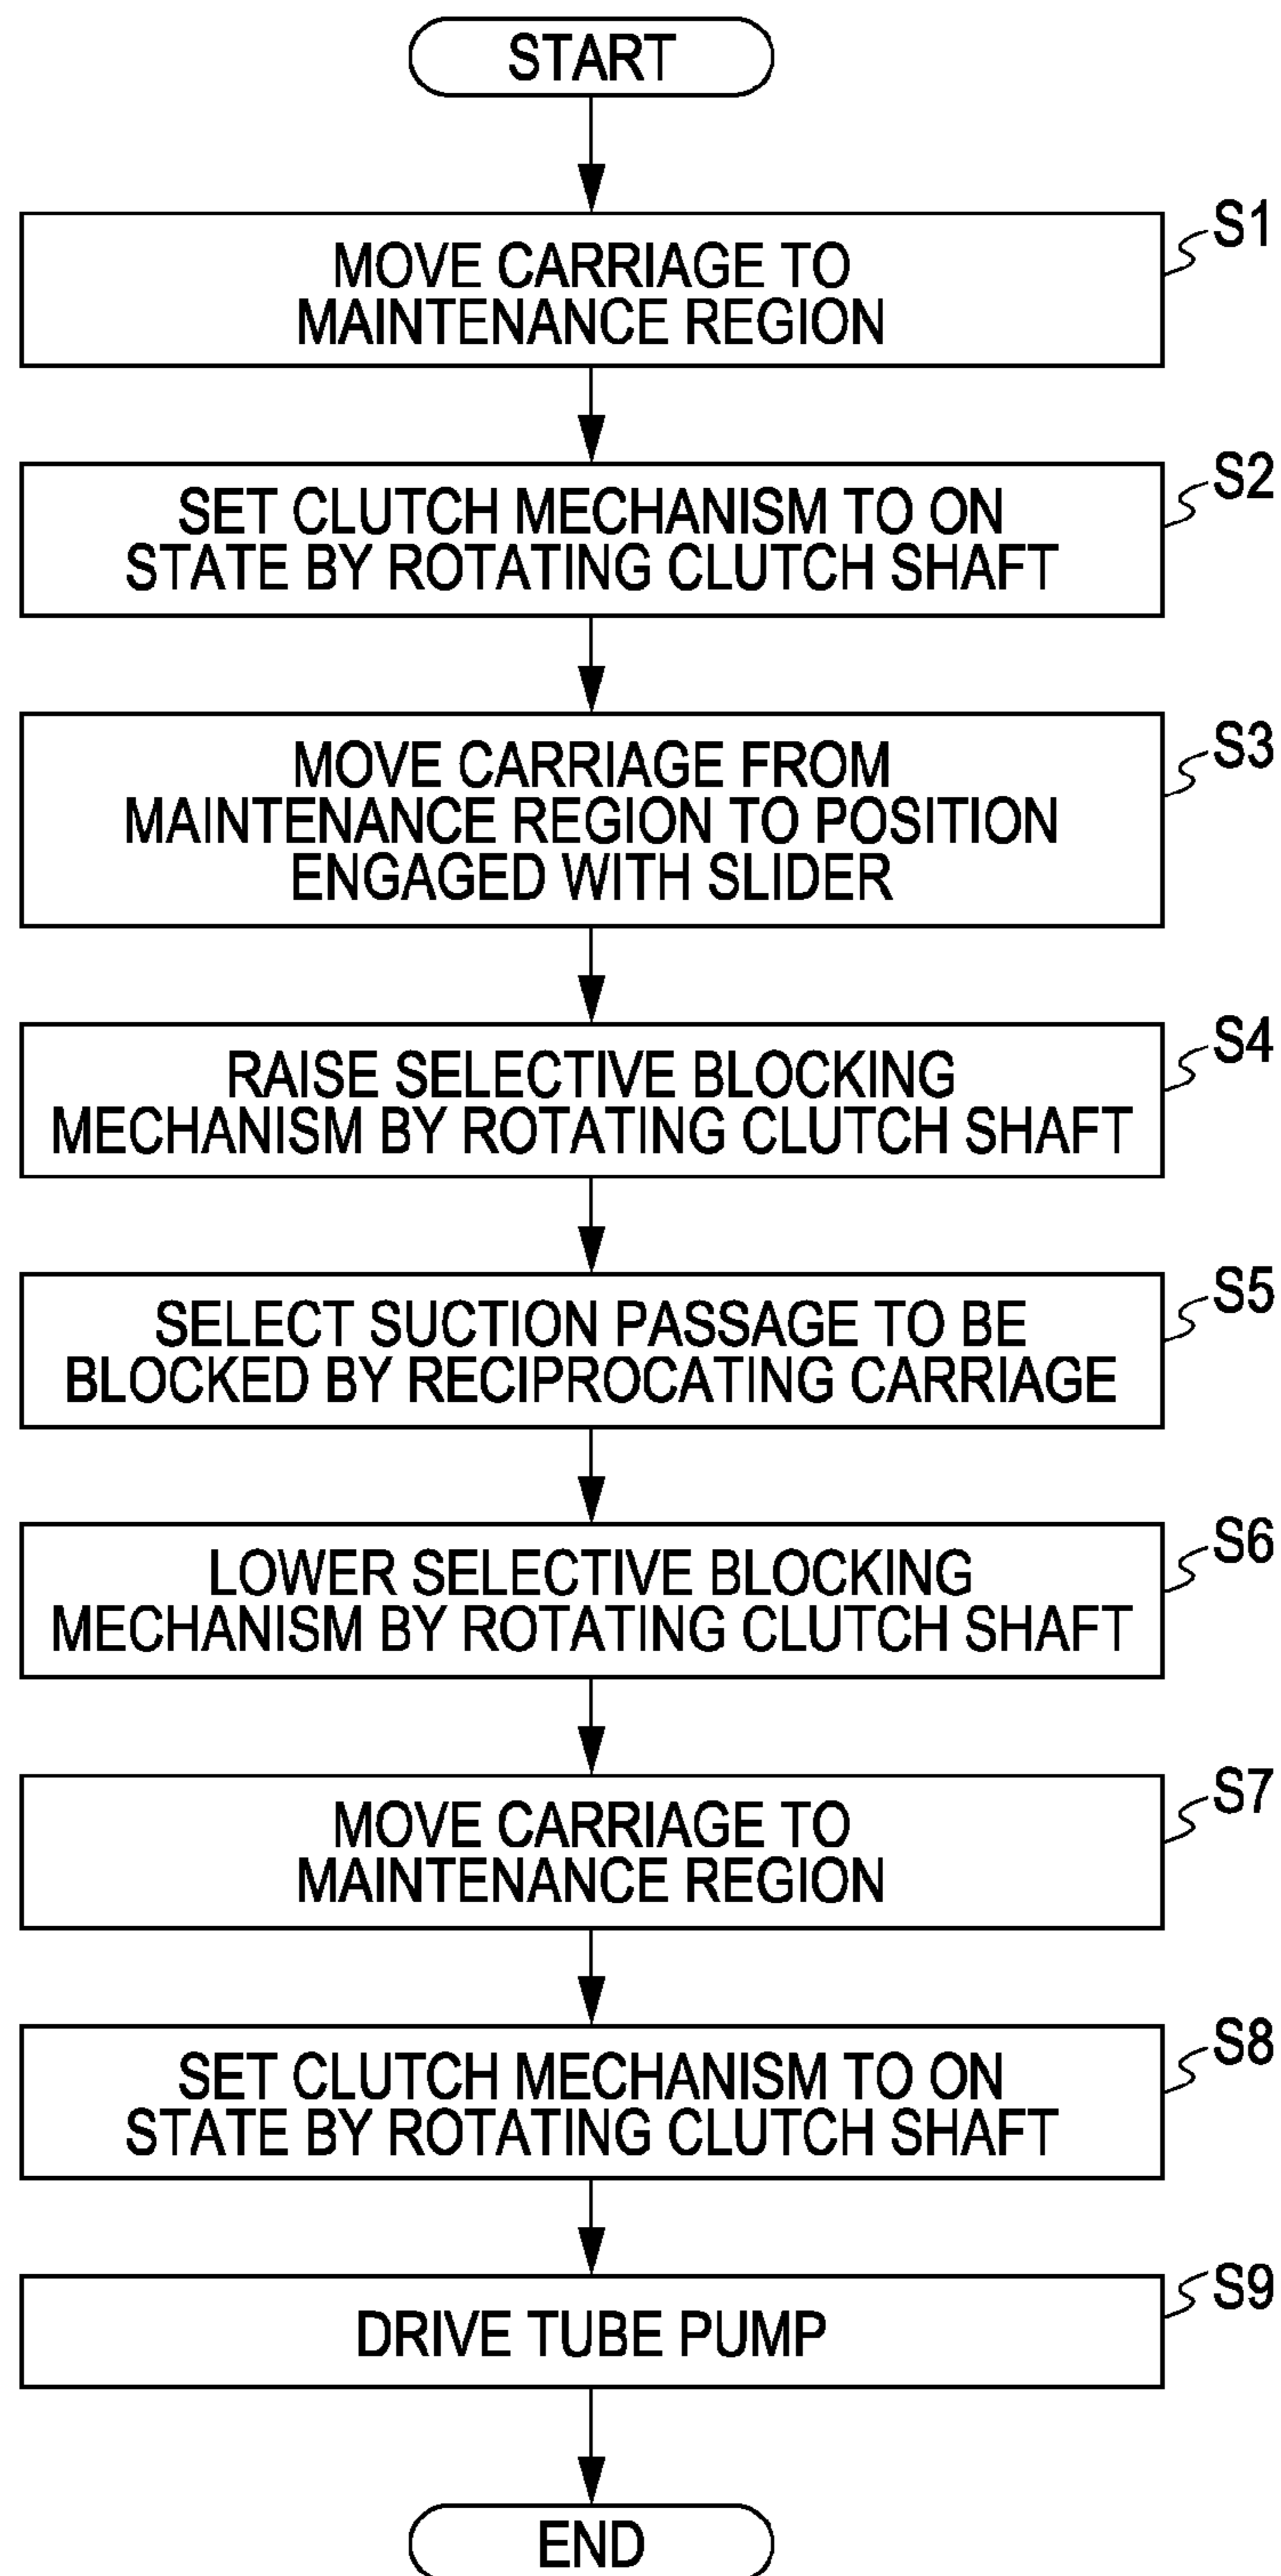 START
S1
MOVE CARRIAGE TO
MAINTENANCE REGION
S2
SET CLUTCH MECHANISM TO ON
STATE BY ROTATING CLUTCH SHAFT
S3
MOVE CARRIAGE FROM
MAINTENANCE REGION TO POSITION
ENGAGED WITH SLIDER
S4
RAISE SELECTIVE BLOCKING
MECHANISM BY ROTATING CLUTCH SHAFT
S5
SELECT SUCTION PASSAGE TO BE
BLOCKED BY RECIPROCATING CARRIAGE
S6
LOWER SELECTIVE BLOCKING
MECHANISM BY ROTATING CLUTCH SHAFT
S7
MOVE CARRIAGE TO
MAINTENANCE REGION
S8
SET CLUTCH MECHANISM TO ON
STATE BY ROTATING CLUTCH SHAFT
S9
DRIVE TUBE PUMP
END